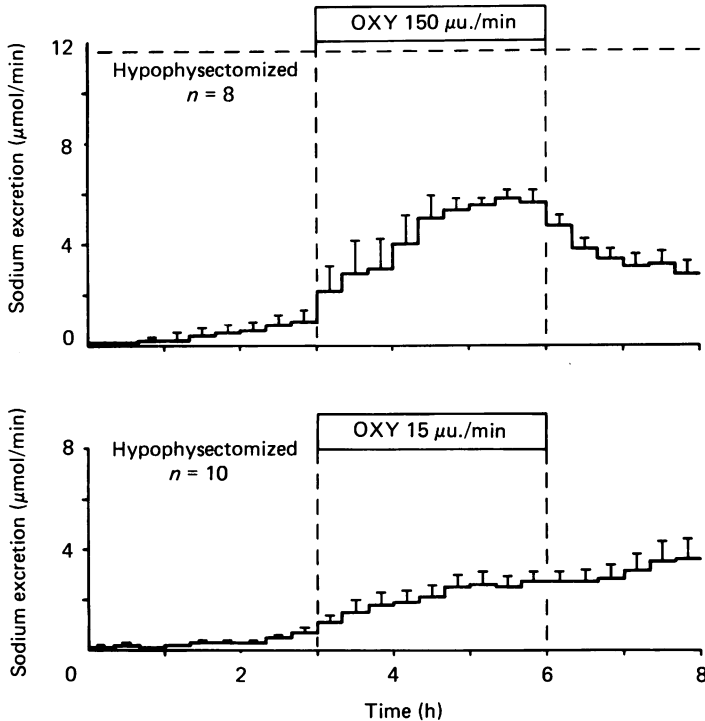 OXY 150 µu./min
12
Hypophysectomized
n = 8
8
4
0
Sodium excretion (µmol/min)
OXY 15 µu./min
8
Hypophysectomized
n = 10
4
Sodium excretion (µmol/min)
0 2 4 6 8
Time (h)